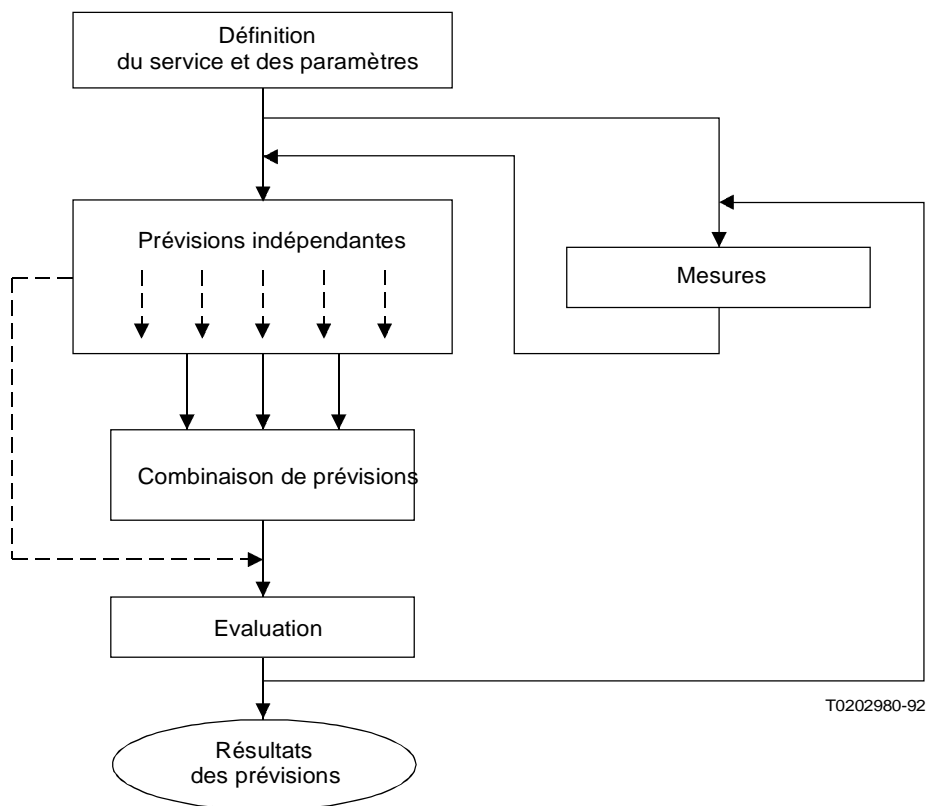 Définition
du service et des paramètres
Prévisions indépendantes
Mesures
Combinaison de prévisions
Evaluation
T0202980-92
Résultats
des prévisions